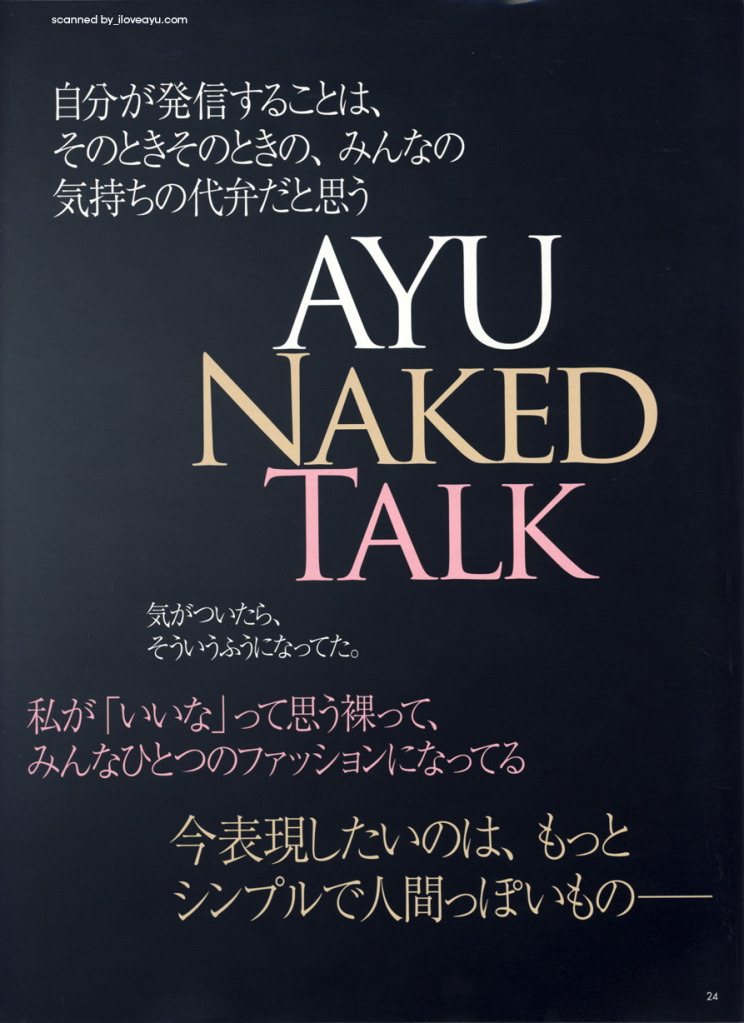 scanned by_iloveayu.com
自分が発信することは、
そのときそのときの、みんなの
気持ちの代弁だと思う
AYU
NAKED
TALK
気がついたら、
そういうふうになってた。
私が「いいな」って思う裸って、
みんなひとつのファッションになってる
今表現したいのは、もっと
シンプルで人間っぽいもの――
24